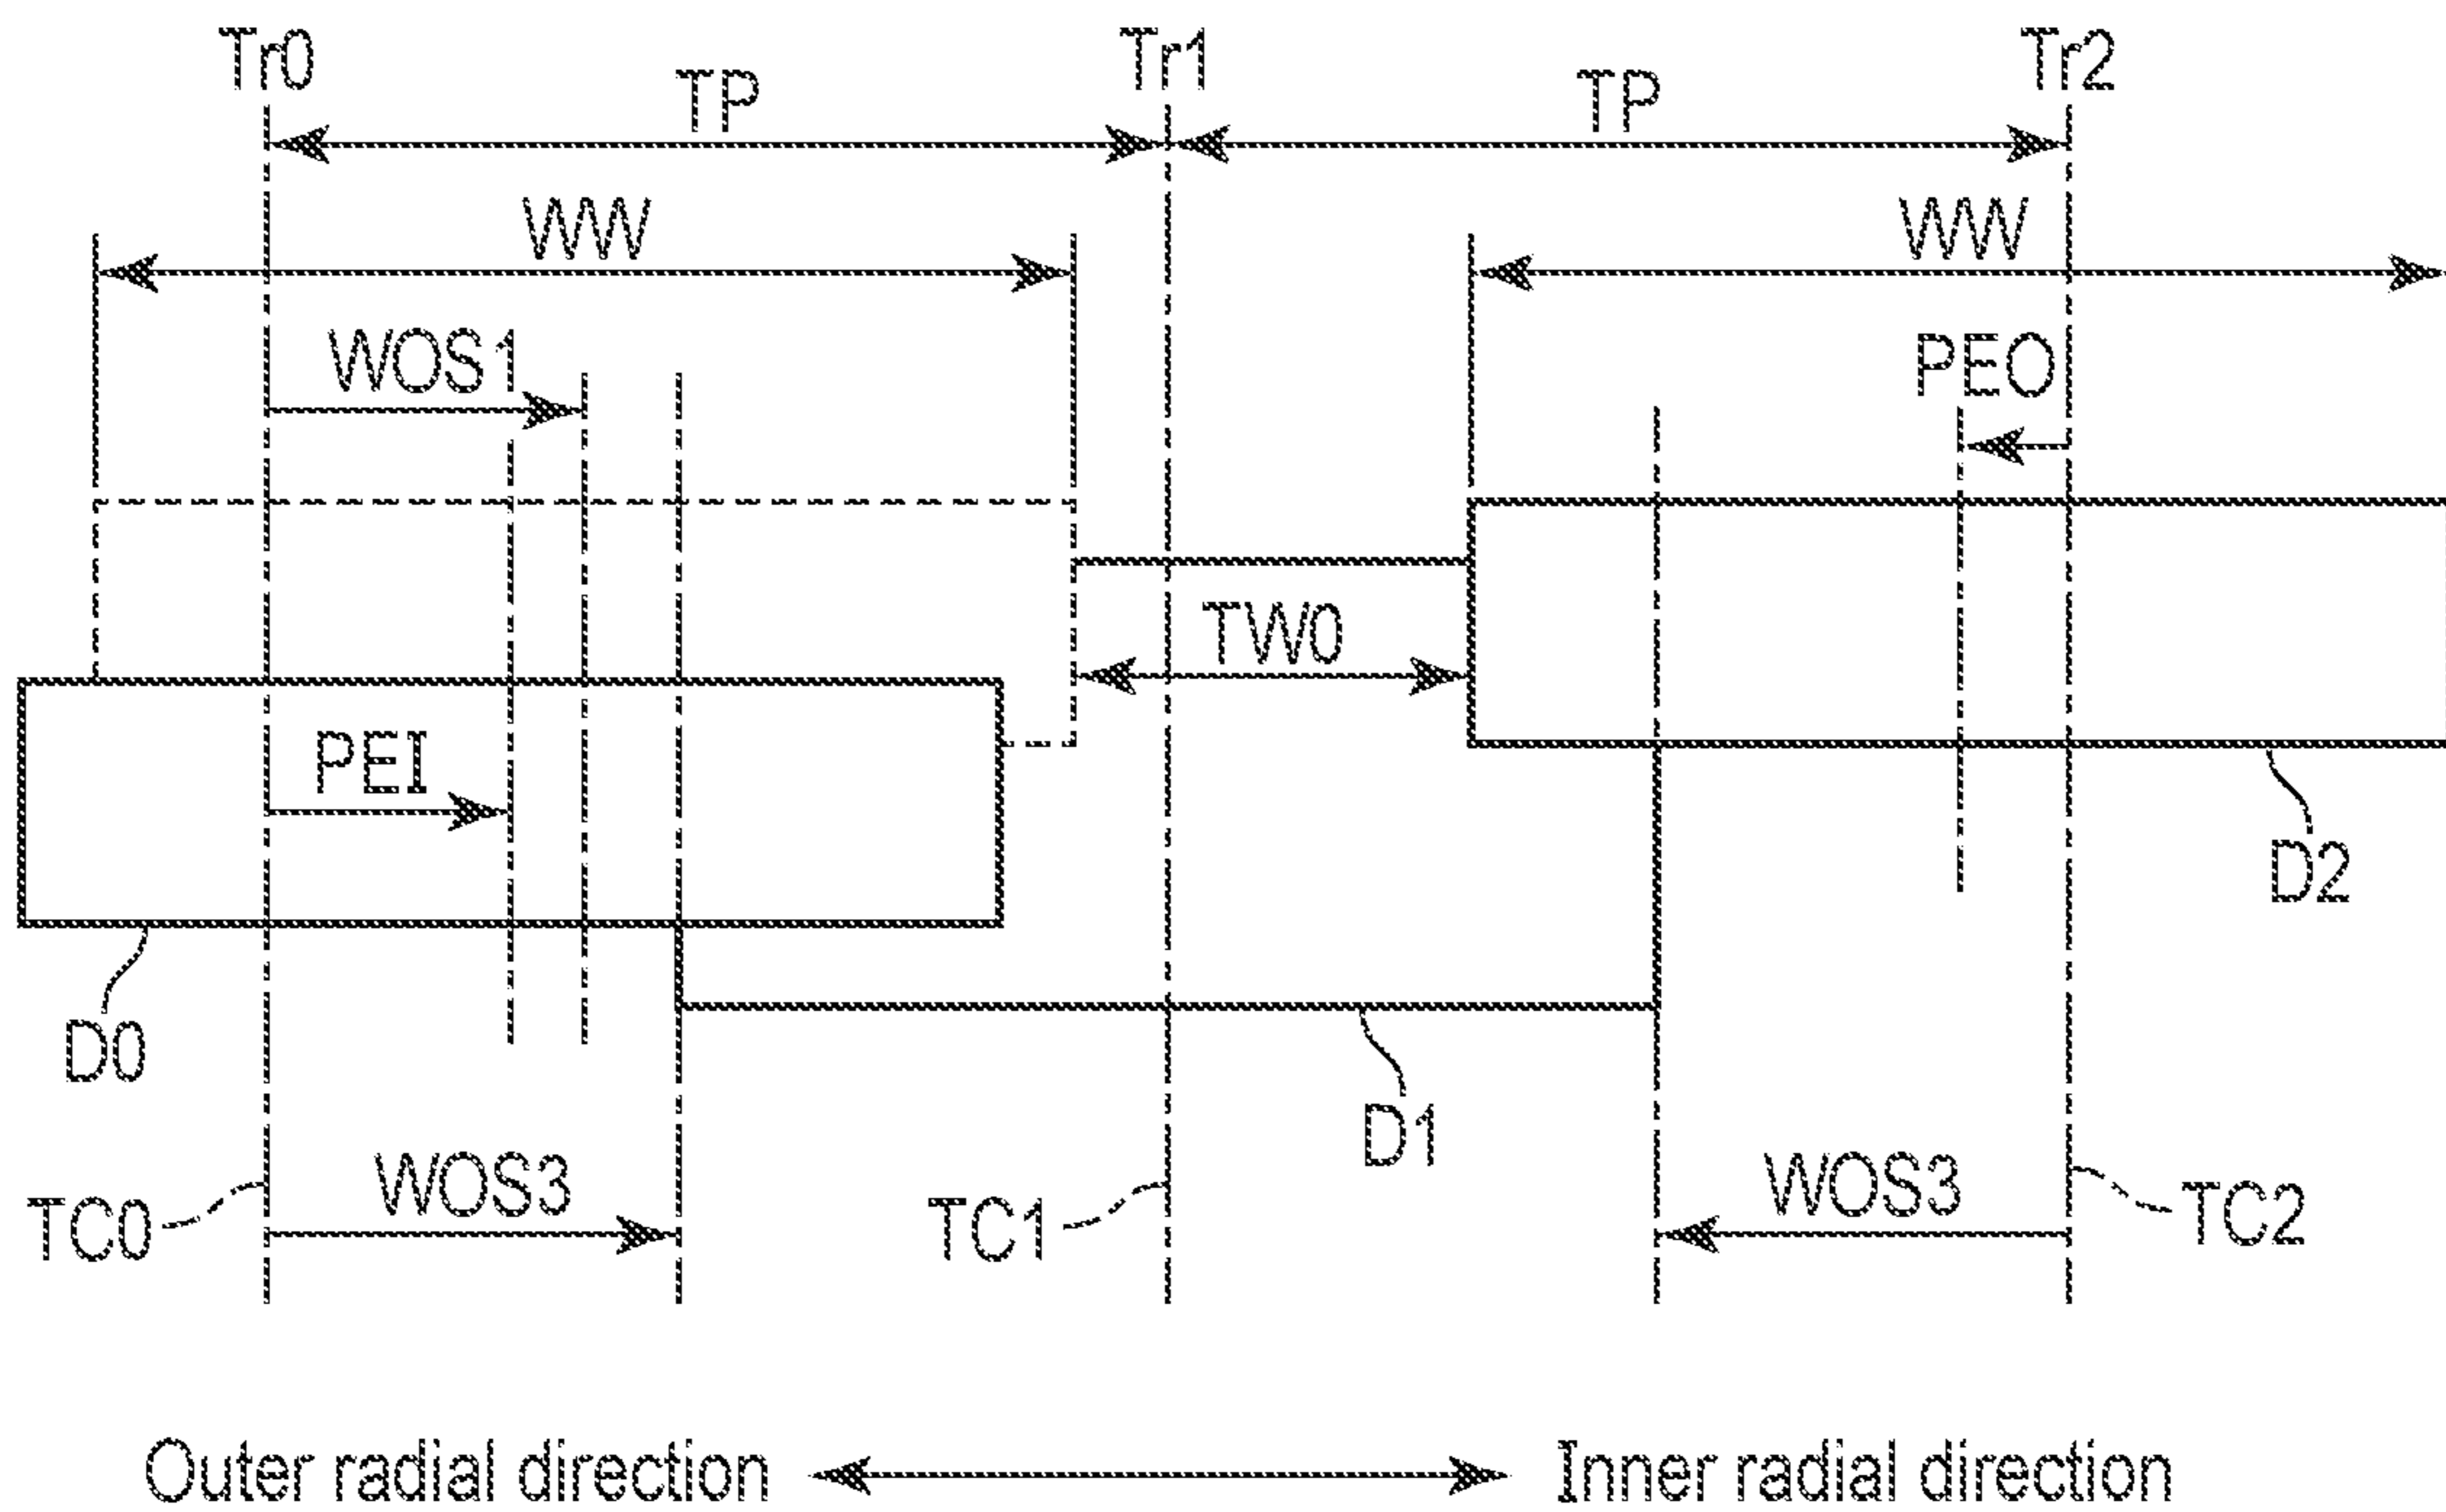 Tr0
Tr1
Tr2
TP
TP
WW
WW
WOS1
PEO
TW0
PEI
D2
D0
D1
WOS3
WOS3
TC0
TC1
TC2
Outer radial direction
Inner radial direction